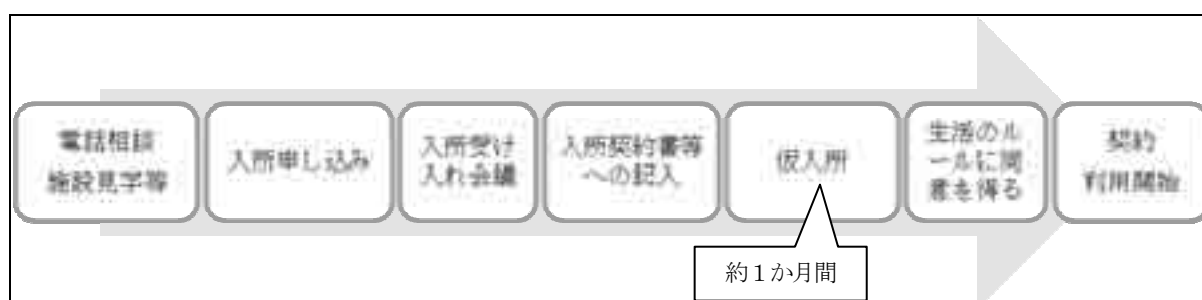 電話相談
施設見学等
入所申し込み
入所受け
入れ会議
入所契約書等
への記入
仮入所
生活のル
ールに同
意を得る
契約
利用開始
約１か月間